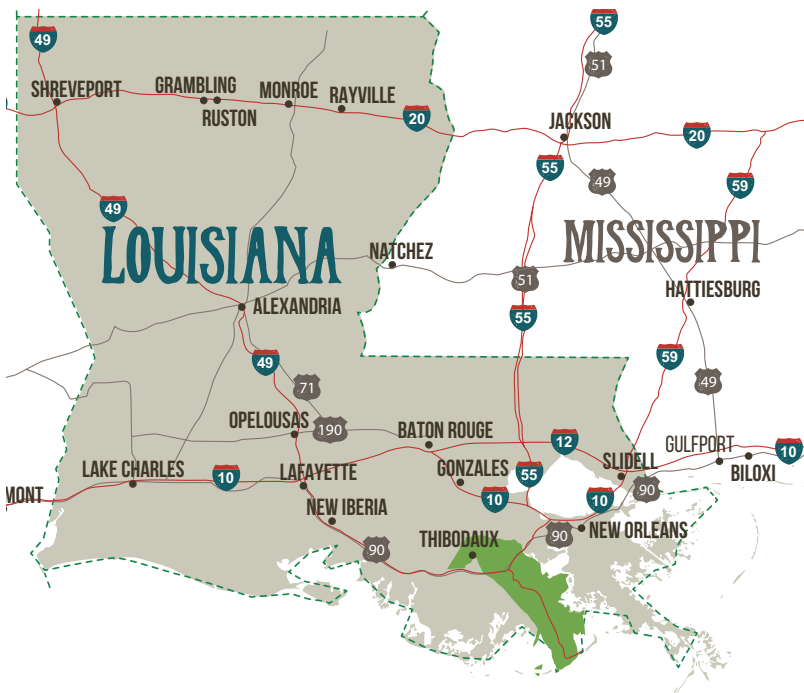 55
49
51
SHREVEPORT
GRAMBLING
MONROE
RAYVILLE
RUSTON
20
JACKSON
20
55
49
59
49
LOUISIANA
MISSISSIPPI
NATCHEZ
51
HATTIESBURG
ALEXANDRIA
55
49
59
71
49
OPELOUSAS
190
BATON ROUGE
12
GULFPORT
10
LAKE CHARLES
10
LAFAYETTE
GONZALES
55
SLIDELL
BILOXI
MONT
10
10
90
NEW IBERIA
THIBODAUX
90
NEW ORLEANS
90